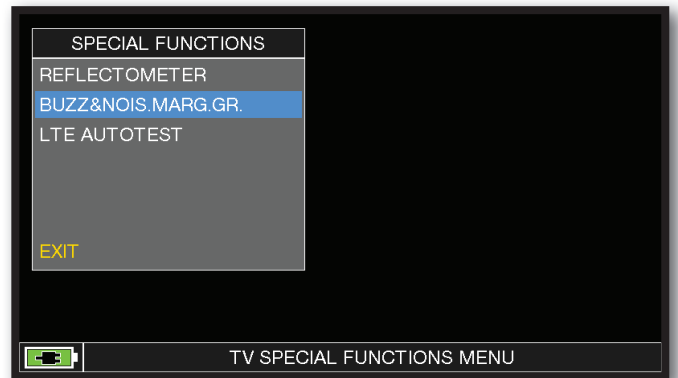 SPECIAL FUNCTIONS
REFLECTOMETER
BUZZ&NOIS.MARG.GR.
LTE AUTOTEST
EXIT
TV SPECIAL FUNCTIONS MENU